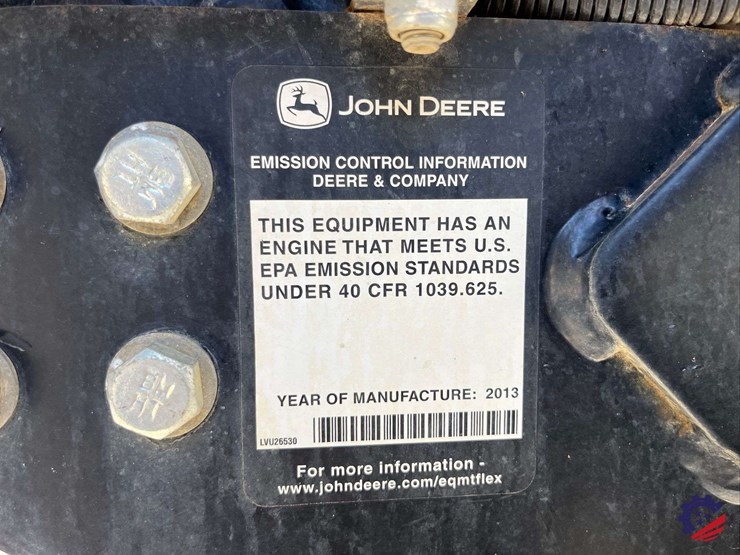 JOHN DEERE
EMISSION CONTROL INFORMATION
DEERE & COMPANY
THIS EQUIPMENT HAS AN
ENGINE THAT MEETS U.S.
EPA EMISSION STANDARDS
UNDER 40 CFR 1039.625.
YEAR OF MANUFACTURE: 2013
LVU26530
For more information -
www.johndeere.com/eqmtflex